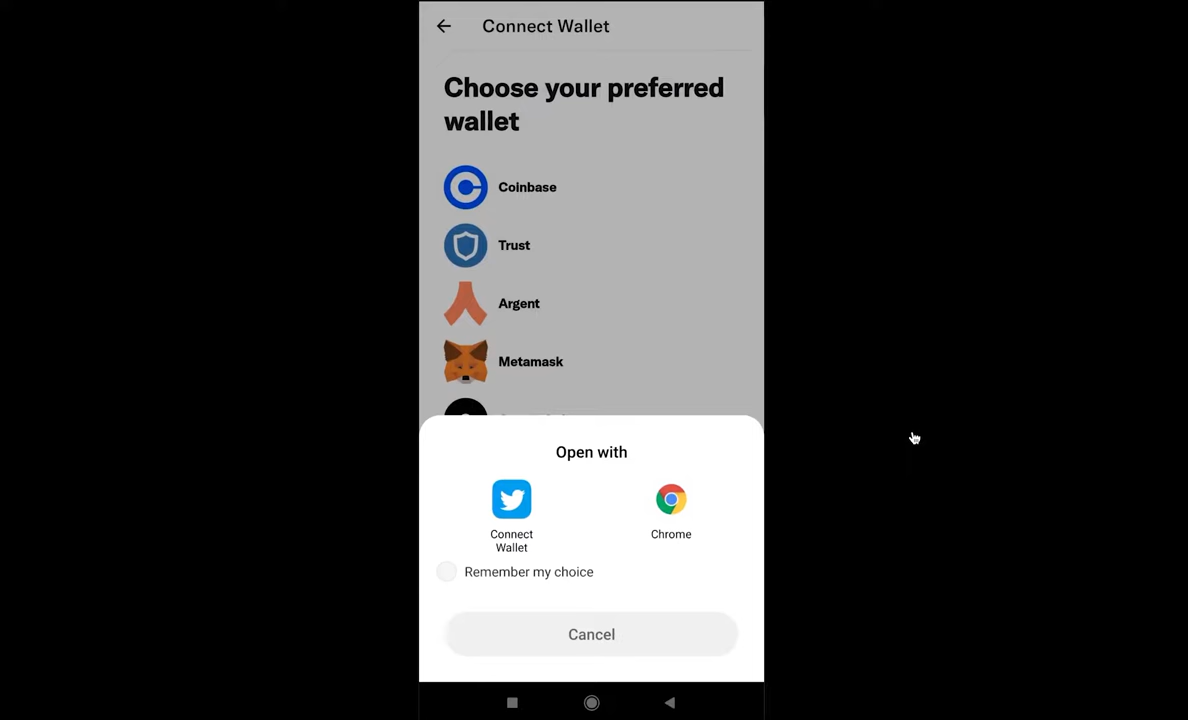 Connect Wallet
Choose your preferred
wallet
Coinbase
Trust
Argent
Metamask
Open with
Connect
Wallet
Chrome
Remember my choice
Cancel